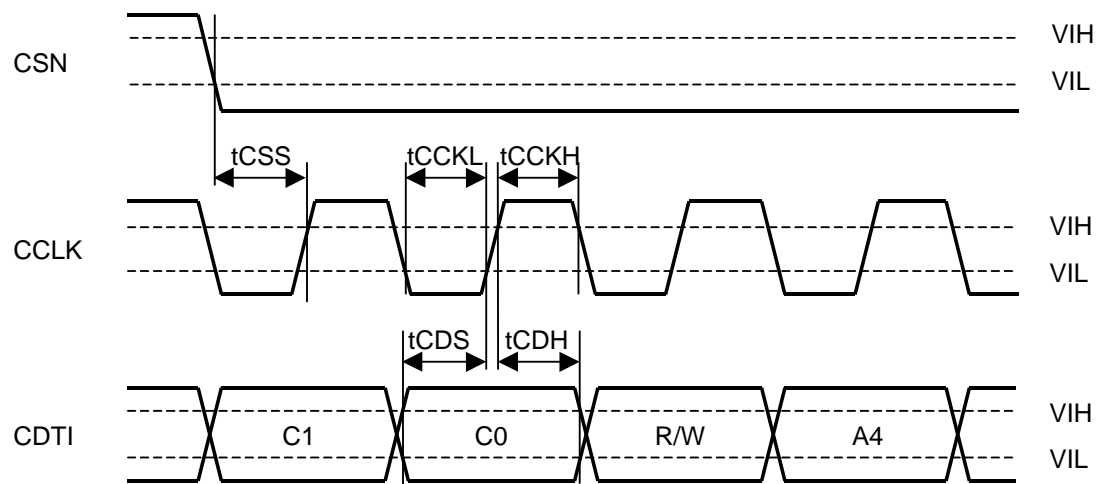 VIH
CSN
VIL
tCSS tCCKL tCCKH
VIH
CCLK
VIL
tCDS tCDH
VIH
CDTI C1 C0 R/W A4
VIL